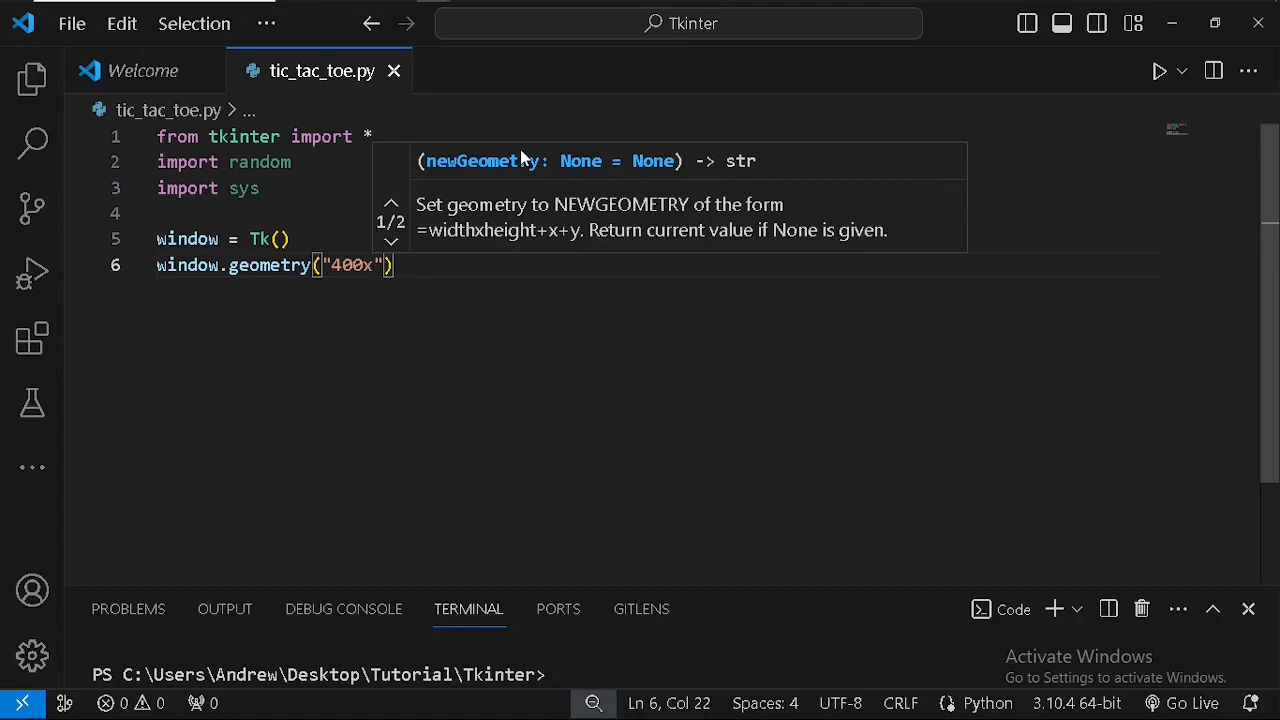 File Edit Selection ··· Tkinter
Welcome tic_tac_toe.py
tic_tac_toe.py > ...
1 from tkinter import *
2 import random
3 import sys
4
5 window = Tk()
6 window.geometry("400x")
(newGeometry: None = None) -> str
1/2
Set geometry to NEWGEOMETRY of the form
=widthxheight+x+y. Return current value if None is given.
PROBLEMS OUTPUT DEBUG CONSOLE TERMINAL PORTS GITLENS Code
PS C:\Users\Andrew\Desktop\Tutorial\Tkinter>
Activate Windows
Go to Settings to activate Windows.
0 0 0 Ln 6, Col 22 Spaces: 4 UTF-8 CRLF Python 3.10.4 64-bit Go Live